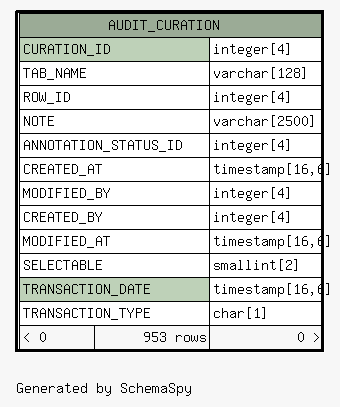 AUDIT_CURATION
CURATION_ID integer[4]
TAB_NAME varchar[128]
ROW_ID integer[4]
NOTE varchar[2500]
ANNOTATION_STATUS_ID integer[4]
CREATED_AT timestamp[16,6]
MODIFIED_BY integer[4]
CREATED_BY integer[4]
MODIFIED_AT timestamp[16,6]
SELECTABLE smallint[2]
TRANSACTION_DATE timestamp[16,6]
TRANSACTION_TYPE char[1]
< 0 953 rows 0 >
Generated by SchemaSpy